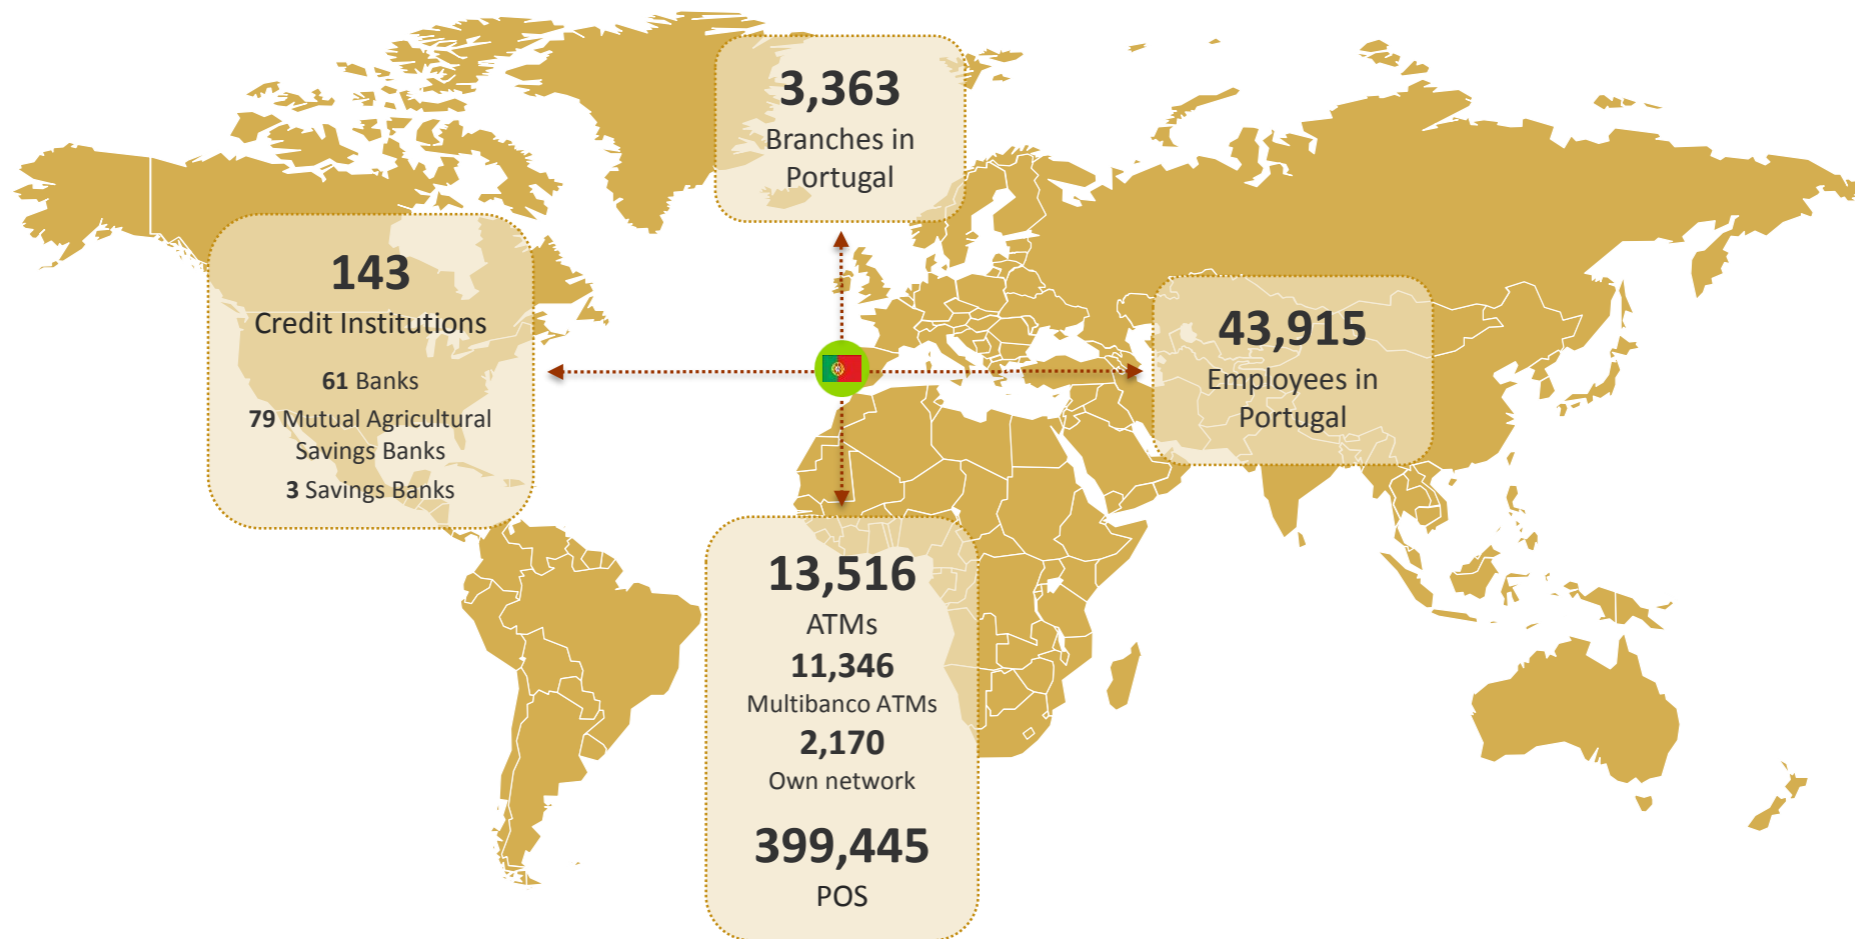 3,363
Branches in
Portugal
143
Credit Institutions
61 Banks
79 Mutual Agricultural
Savings Banks
3 Savings Banks
43,915
Employees in
Portugal
13,516
ATMs
11,346
Multibanco ATMs
2,170
Own network
399,445
POS